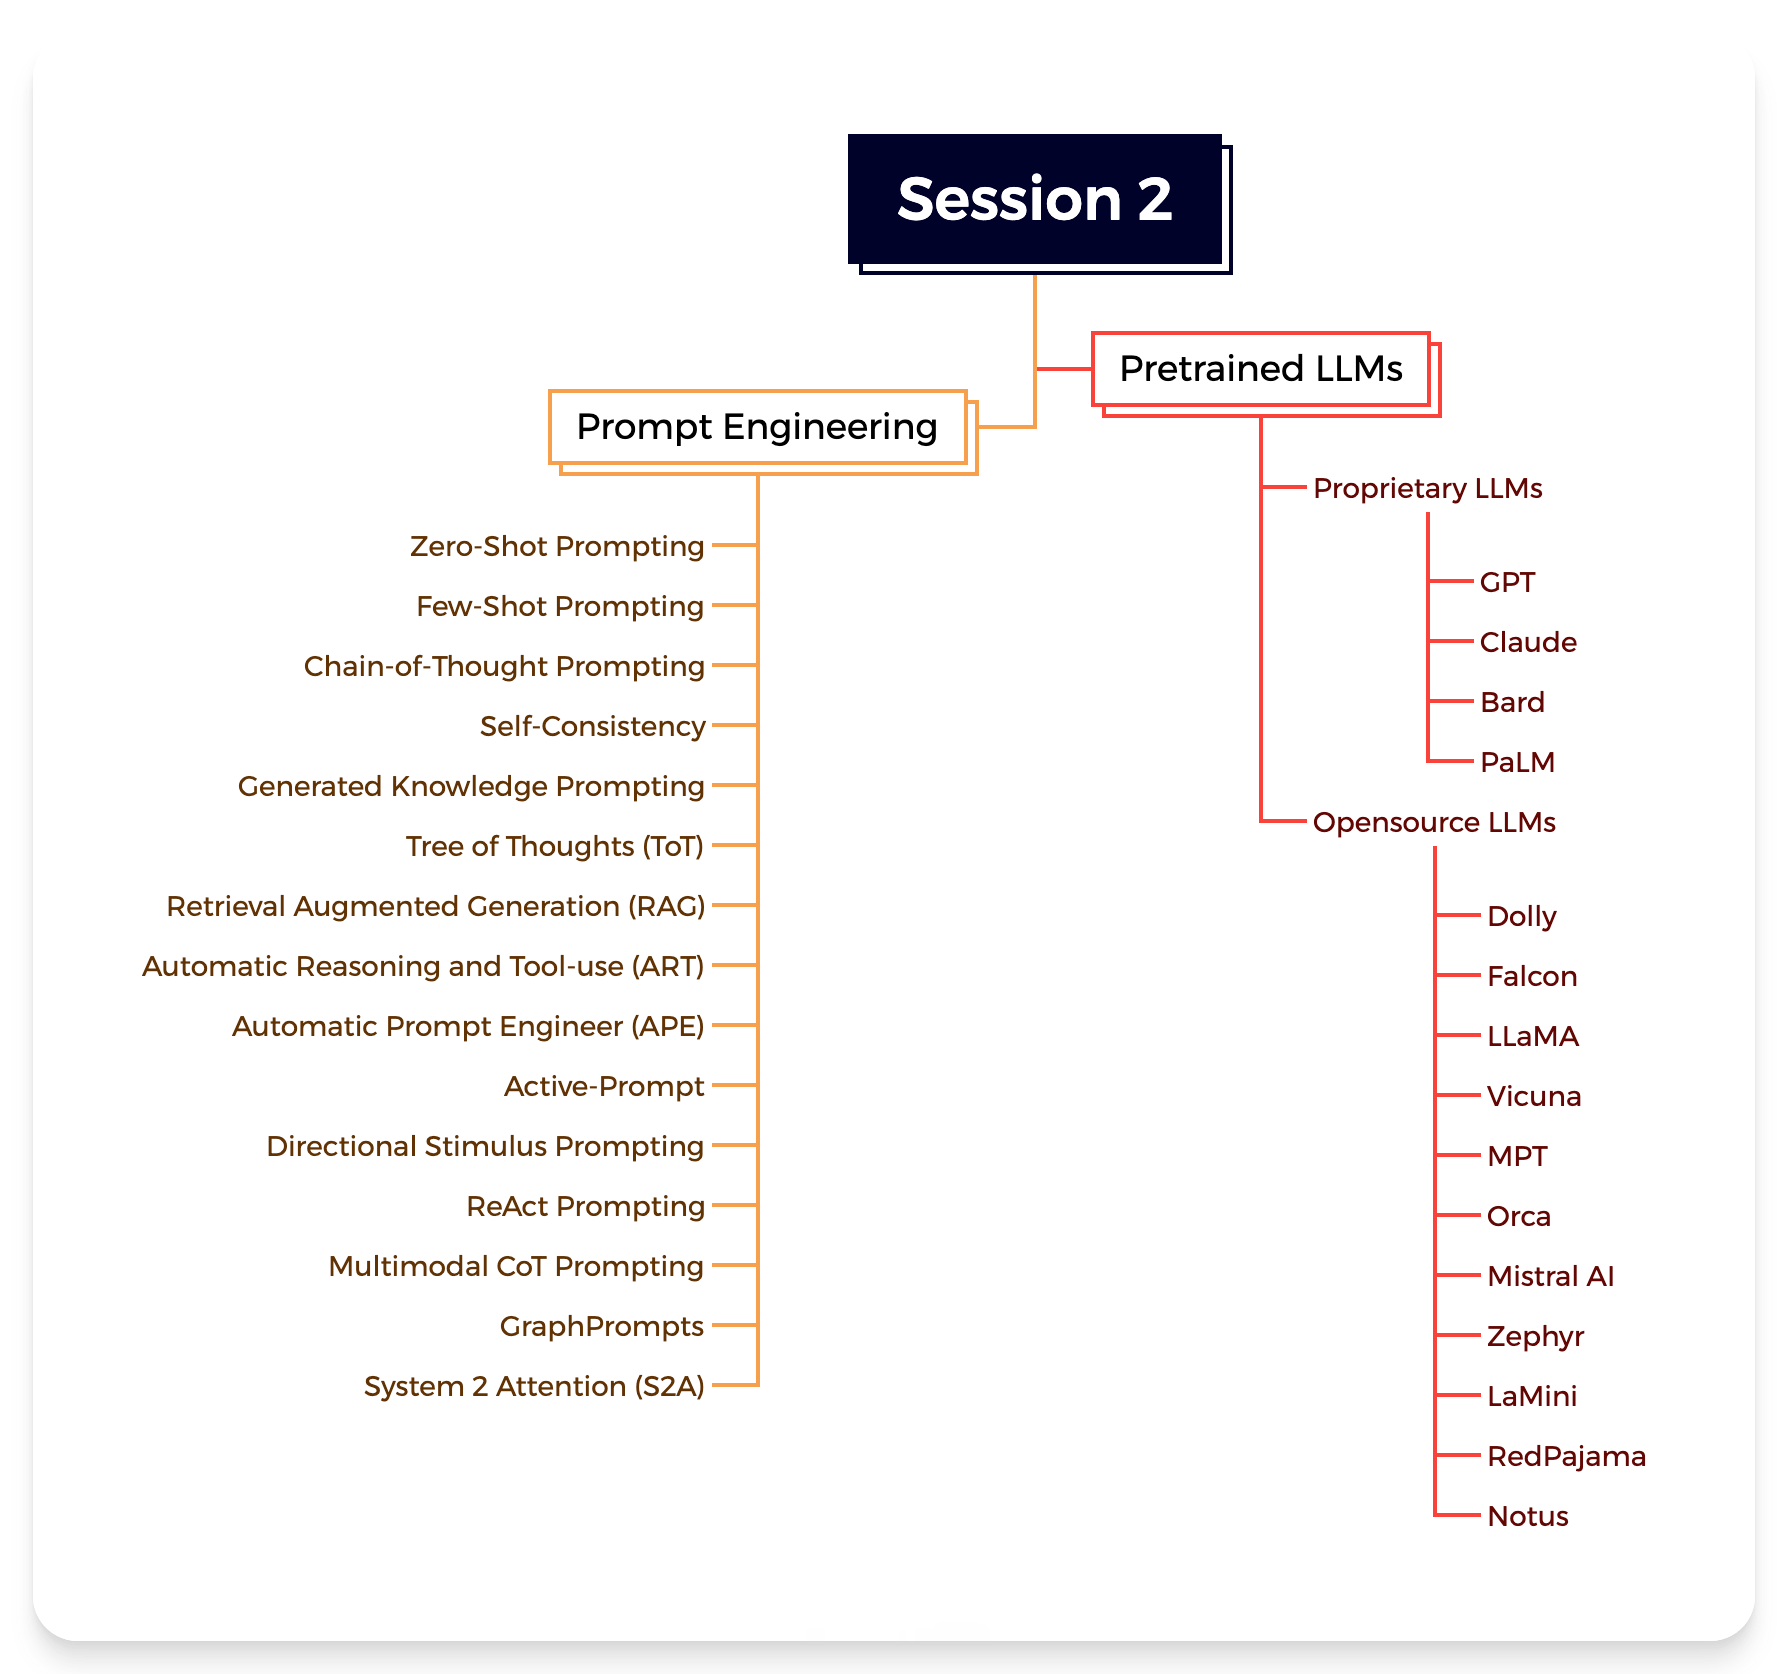 Session 2
Pretrained LLMs
Prompt Engineering
Zero-Shot Prompting
Few-Shot Prompting
Chain-of-Thought Prompting
Self-Consistency
Generated Knowledge Prompting
Tree of Thoughts (ToT)
Retrieval Augmented Generation (RAG)
Automatic Reasoning and Tool-use (ART)
Automatic Prompt Engineer (APE)
Active-Prompt
Directional Stimulus Prompting
ReAct Prompting
Multimodal CoT Prompting
GraphPrompts
System 2 Attention (S2A)
Proprietary LLMs
GPT
Claude
Bard
PaLM
Opensource LLMs
Dolly
Falcon
LLaMA
Vicuna
MPT
Orca
Mistral AI
Zephyr
LaMini
RedPajama
Notus